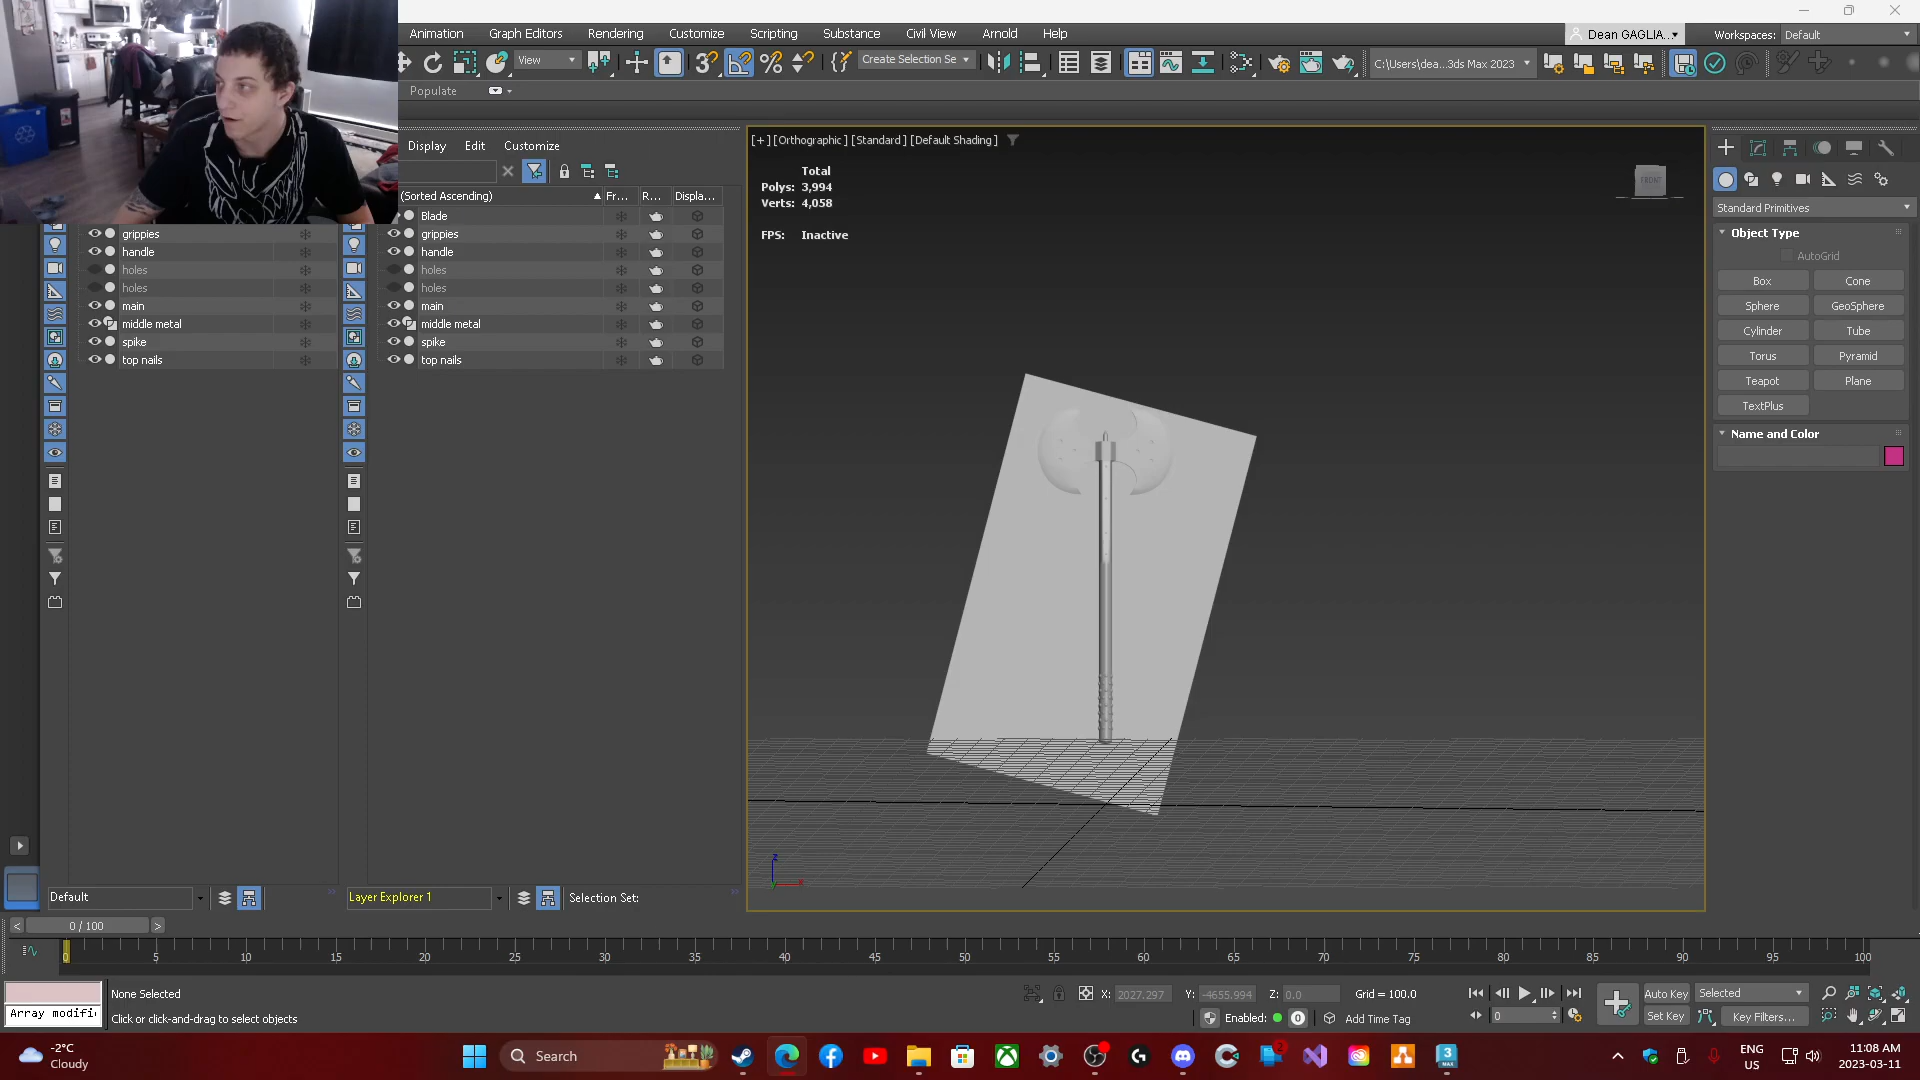 Animation Graph Editors Rendering Customize Scripting Substance Civil View Arnold Help
Dean GAGLIA... Workspaces: Default
View Create Selection Se C:\Users\dea...3ds Max 2023
Populate
Display Edit Customize
[+] [Orthographic] [Standard] [Default Shading]
(Sorted Ascending) Fr... R... Displa...
Total
Polys: 3,994
Verts: 4,058
FPS: Inactive
FRONT
Blade
grippies grippies
handle handle
holes holes
holes holes
main main
middle metal middle metal
spike spike
top nails top nails
Standard Primitives
Object Type
AutoGrid
Box Cone
Sphere GeoSphere
Cylinder Tube
Torus Pyramid
Teapot Plane
TextPlus
Name and Color
z
x
Default Layer Explorer 1 Selection Set:
< 0 / 100 >
0 5 10 15 20 25 30 35 40 45 50 55 60 65 70 75 80 85 90 95 100
None Selected X: 2027.297 Y: -4655.994 Z: 0.0 Grid = 100.0 Auto Key Selected
Array modifi Click or click-and-drag to select objects Enabled: 0 Add Time Tag 0 Set Key Key Filters...
-2°C
Cloudy
Search
2
3
MAX
ENG
US
11:08 AM
2023-03-11